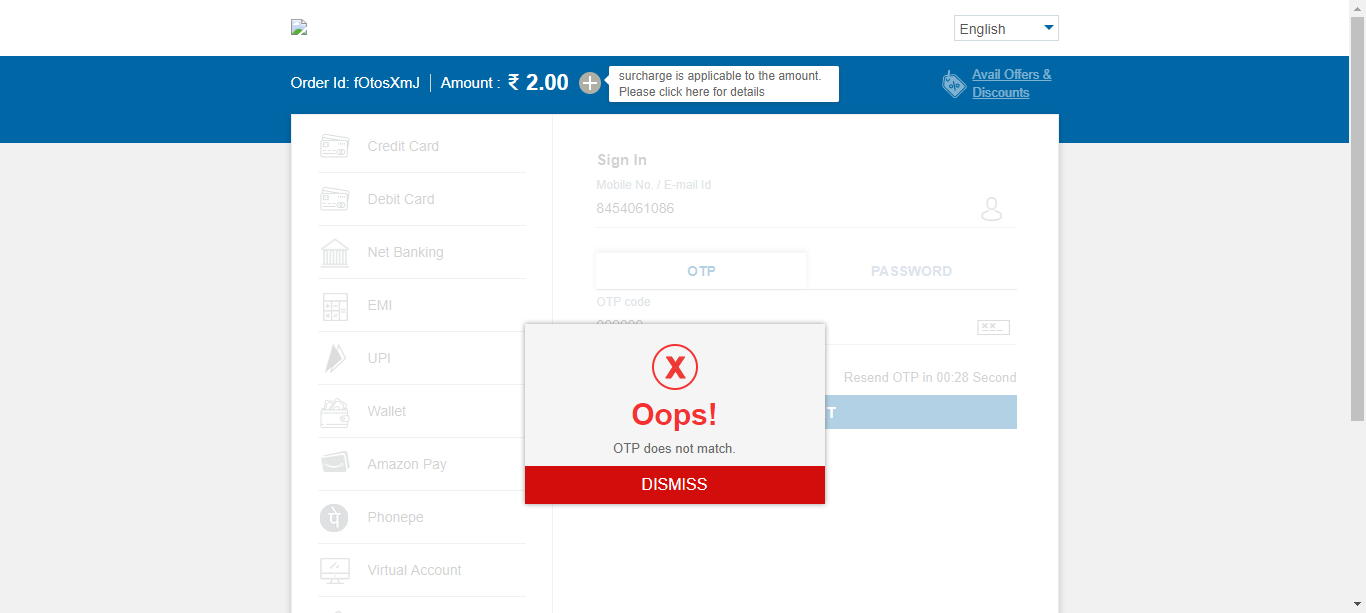 English
Order Id: fOtosXmJ | Amount : ₹ 2.00
surcharge is applicable to the amount.
Please click here for details
Avail Offers &
Discounts
Credit Card
Debit Card
Net Banking
EMI
UPI
Wallet
Amazon Pay
Phonepe
Virtual Account
Sign In
Mobile No. / E-mail Id
8454061086
OTP
PASSWORD
OTP code
Resend OTP in 00:28 Second
T
X
Oops!
OTP does not match.
DISMISS